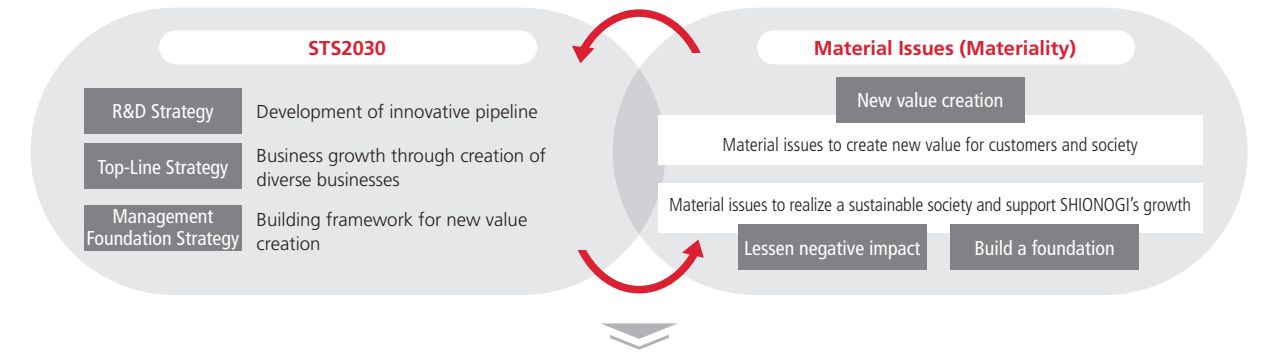 STS2030
R&D Strategy
Development of innovative pipeline
Top-Line Strategy
Business growth through creation of
diverse businesses
Management
Foundation Strategy
Building framework for new value
creation
Material Issues (Materiality)
New value creation
Material issues to create new value for customers and society
Material issues to realize a sustainable society and support SHIONOGI’s growth
Lessen negative impact
Build a foundation